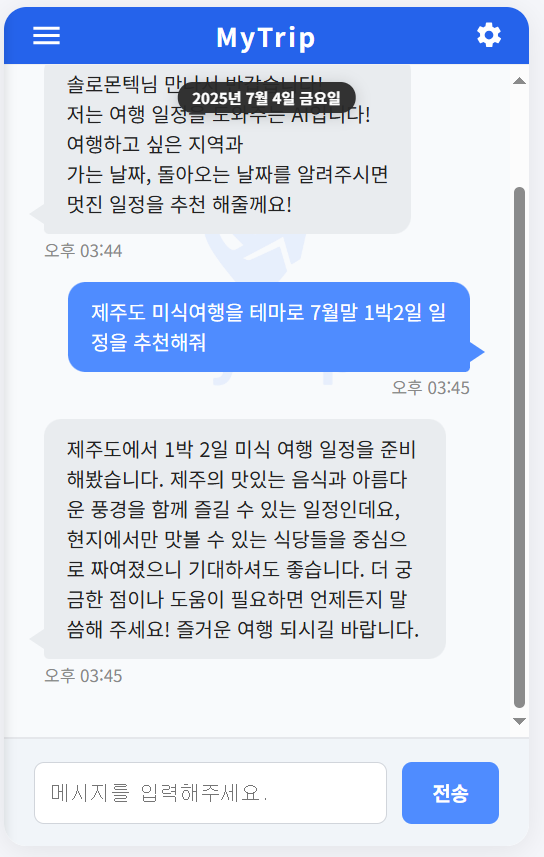 MyTrip
솔로몬텍님 만나서 반갑습니다!
2025년 7월 4일 금요일
저는 여행 일정을 도와주는 AI입니다!
여행하고 싶은 지역과
가는 날짜, 돌아오는 날짜를 알려주시면
멋진 일정을 추천 해줄께요!
오후 03:44
제주도 미식여행을 테마로 7월말 1박2일 일
정을 추천해줘
오후 03:45
제주도에서 1박 2일 미식 여행 일정을 준비
해봤습니다. 제주의 맛있는 음식과 아름다
운 풍경을 함께 즐길 수 있는 일정인데요,
현지에서만 맛볼 수 있는 식당들을 중심으
로 짜여졌으니 기대하셔도 좋습니다. 더 궁
금한 점이나 도움이 필요하면 언제든지 말
씀해 주세요! 즐거운 여행 되시길 바랍니다.
오후 03:45
메시지를 입력해주세요.
전송